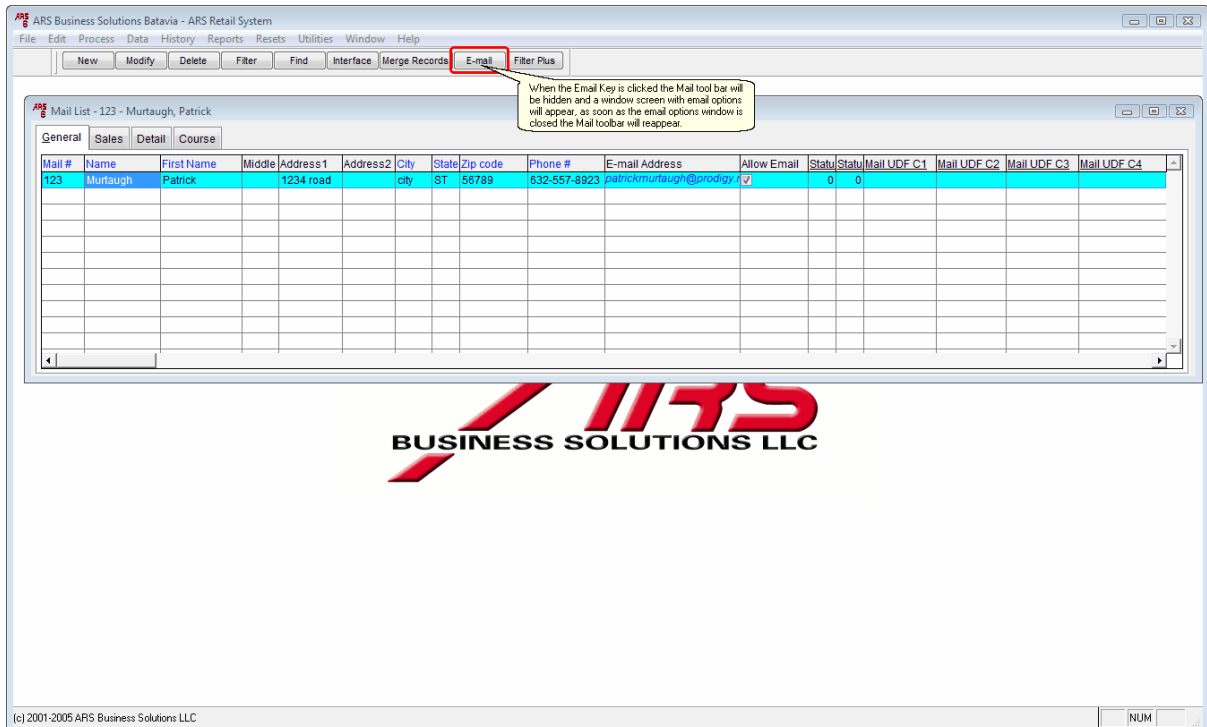 ARS Business Solutions Batavia - ARS Retail System
File Edit Process Data History Reports Resets Utilities Window Help
New Modify Delete Filter Find Interface Merge Records E-mail Filter Plus
When the Email Key is clicked the Mail tool bar will
be hidden and a window screen with email options
will appear, as soon as the email options window is
closed the Mail toolbar will reappear.
Mail List - 123 - Murtaugh, Patrick
General Sales Detail Course
Mail # Name First Name Middle Address1 Address2 City State Zip code Phone # E-mail Address Allow Email Statu Statu Mail UDF C1 Mail UDF C2 Mail UDF C3 Mail UDF C4
123 Murtaugh Patrick 1234 road city ST 56789 632-557-8923 patrickmurtaugh@prodigy.r 0 0
ARS
BUSINESS SOLUTIONS LLC
(c) 2001-2005 ARS Business Solutions LLC NUM